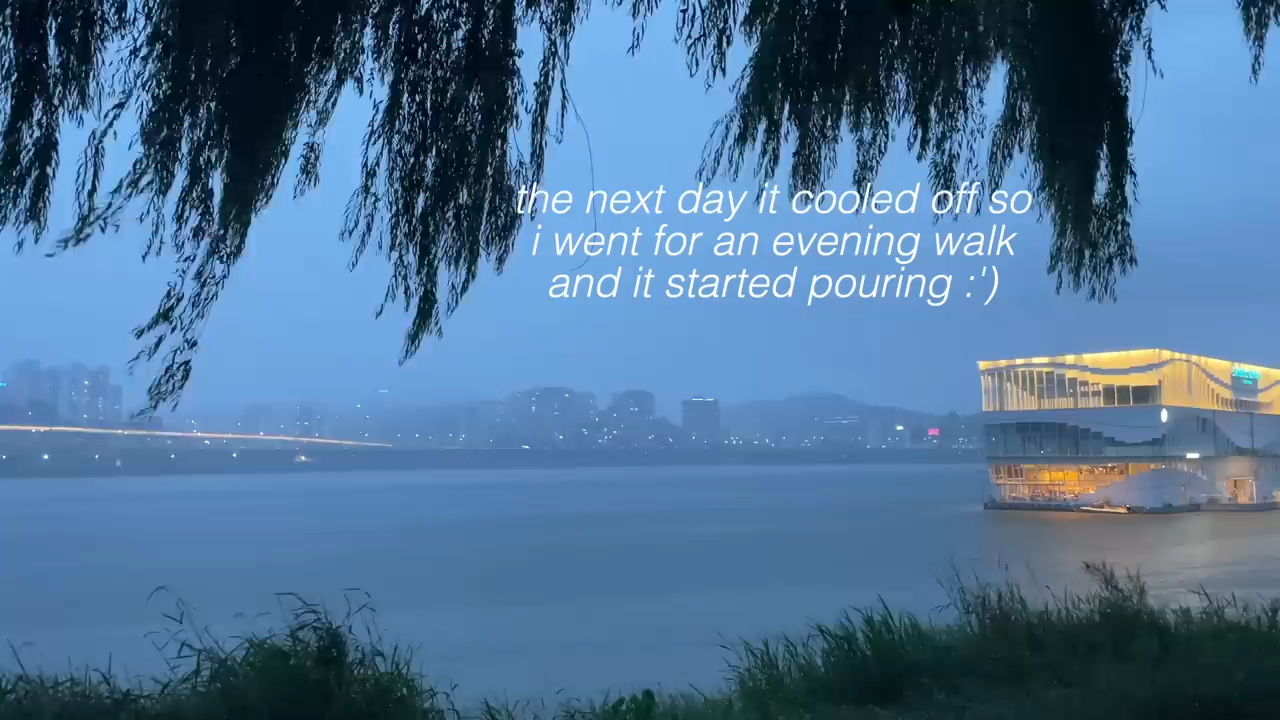 the next day it cooled off so
i went for an evening walk
and it started pouring :')